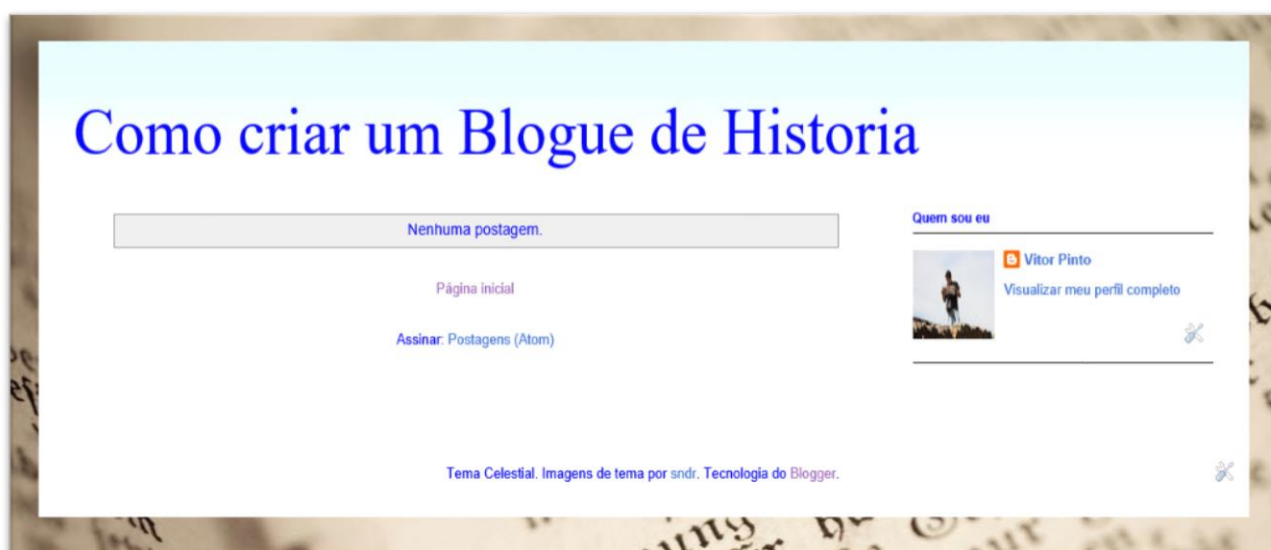 Como criar um Blogue de Historia
Nenhuma postagem.
Página inicial
Assinar: Postagens (Atom)
Quem sou eu
Vitor Pinto
Visualizar meu perfil completo
Tema Celestial. Imagens de tema por sndr. Tecnologia do Blogger.